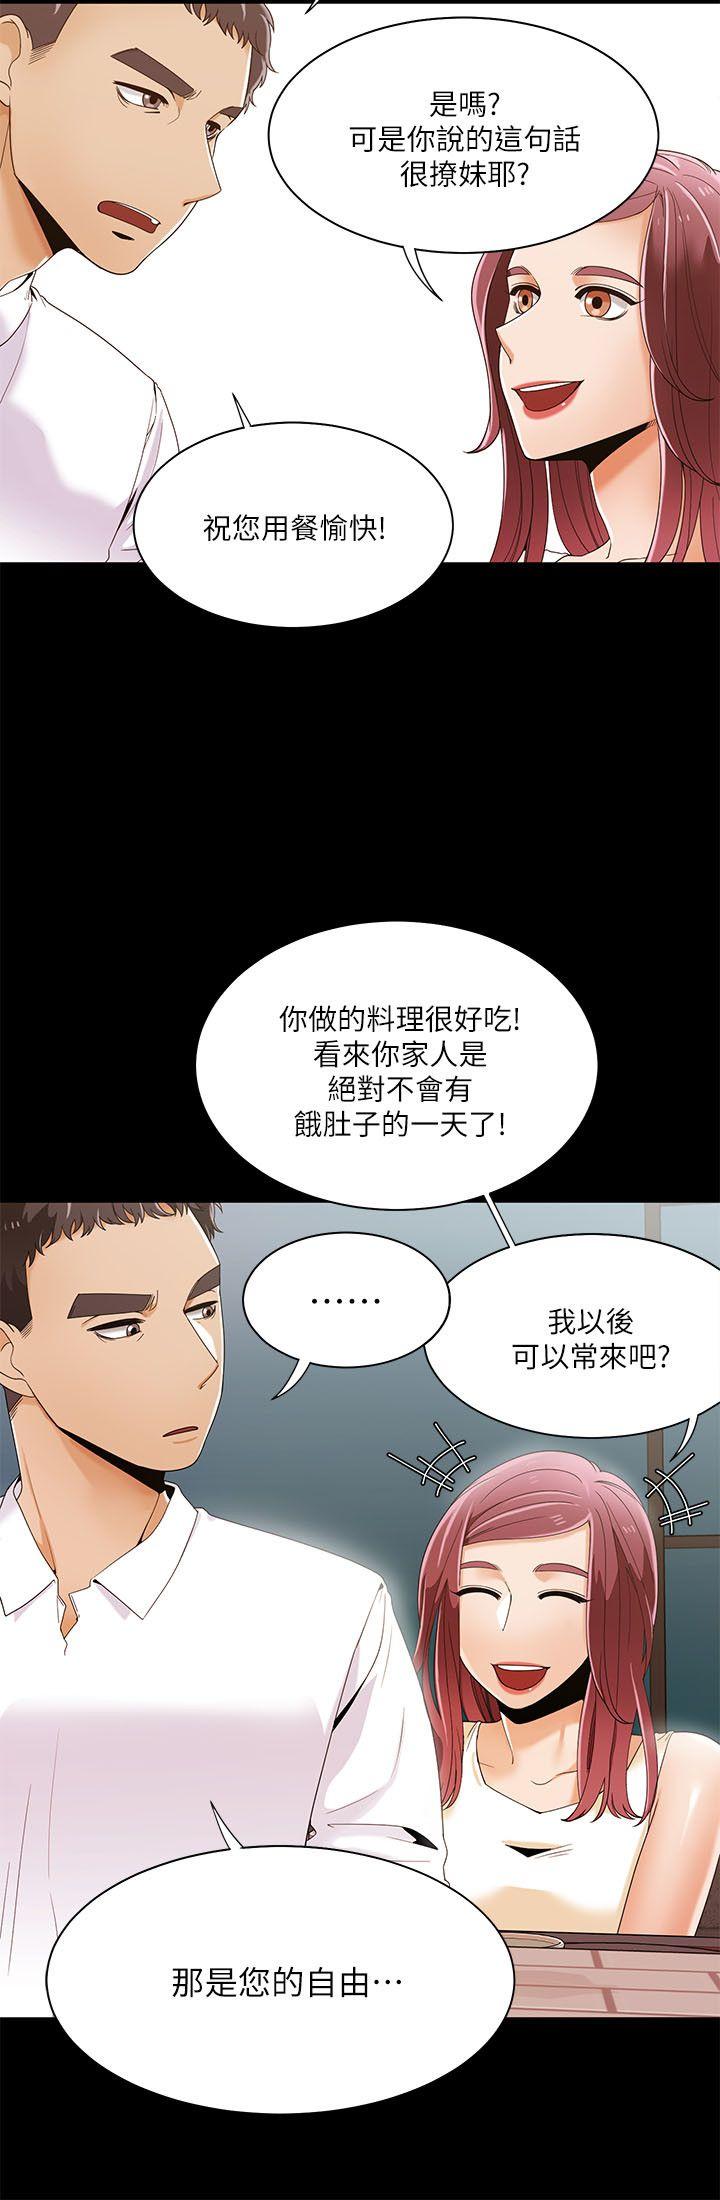 是嗎?
可是你說的這句話
很撩妹耶?
祝您用餐愉快!
你做的料理很好吃!
看來你家人是
絕對不會有
餓肚子的一天了!
……
我以後
可以常來吧?
那是您的自由…